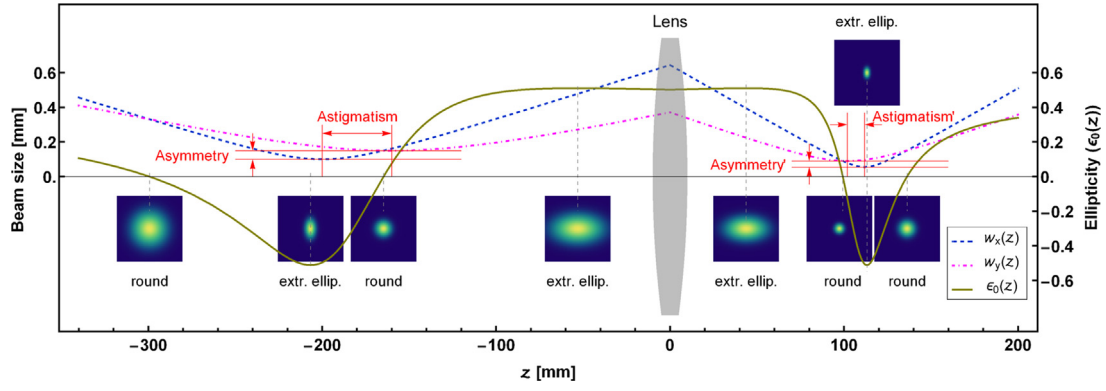 Lens
extr. ellip.
0.6
0.4
0.2
0.
Beam size [mm]
Astigmatism
Asymmetry
Astigmatism'
Asymmetry'
0.6
0.4
0.2
0.
−0.2
−0.4
−0.6
Ellipticity (ϵ₀(z))
round
extr. ellip.
round
extr. ellip.
extr. ellip.
round
round
wₓ(z)
w_y(z)
ϵ₀(z)
−300
−200
−100
0
100
200
z [mm]